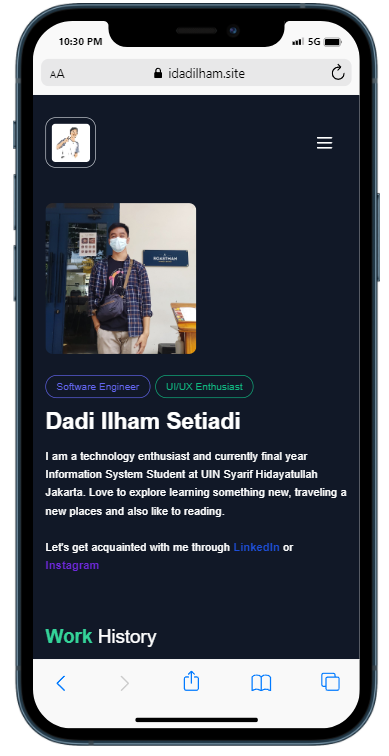 10:30 PM 5G
AA idadilham.site
ROASTMAN
Software Engineer UI/UX Enthusiast
Dadi Ilham Setiadi
I am a technology enthusiast and currently final year
Information System Student at UIN Syarif Hidayatullah
Jakarta. Love to explore learning something new, traveling a
new places and also like to reading.
Let's get acquainted with me through LinkedIn or
Instagram
Work History